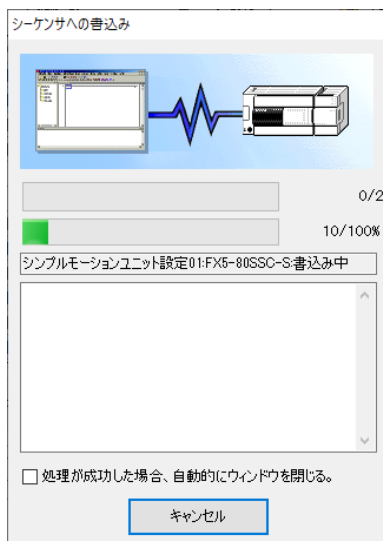 シーケンサへの書込み
0/2
10/100%
シンプルモーションユニット設定01:FX5-80SSC-S:書込み中
処理が成功した場合、自動的にウィンドウを閉じる。
キャンセル